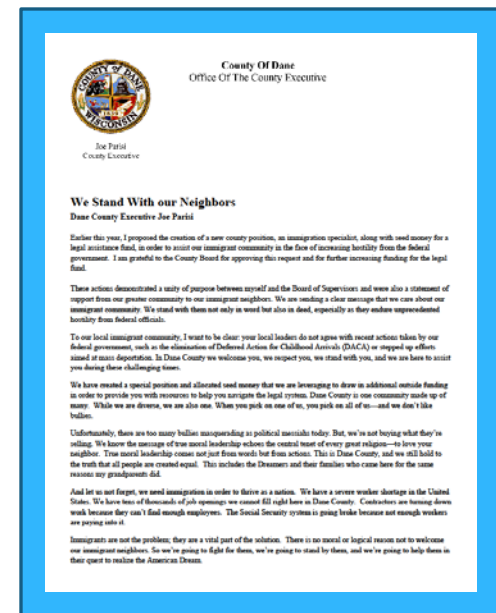 County Of Dane
Office Of The County Executive
COUNTY OF DANE
WISCONSIN
Joe Parisi
County Executive
We Stand With our Neighbors
Dane County Executive Joe Parisi
Earlier this year, I proposed the creation of a new county position, an immigration specialist, along with seed money for a
legal assistance fund, in order to assist our immigrant community in the face of increasing hostility from the federal
government. I am grateful to the County Board for approving this request and for further increasing funding for the legal
fund.
These actions demonstrated a unity of purpose between myself and the Board of Supervisors and were also a statement of
support from our greater community to our immigrant neighbors. We are sending a clear message that we care about our
immigrant community. We stand with them not only in word but also in deed, especially as they endure unprecedented
hostility from federal officials.
To our local immigrant community, I want to be clear: your local leaders do not agree with recent actions taken by our
federal government, such as the elimination of Deferred Action for Childhood Arrivals (DACA) or stepped up efforts
aimed at mass deportation. In Dane County we welcome you, we respect you, we stand with you, and we are here to assist
you during these challenging times.
We have created a special position and allocated seed money that we are leveraging to draw in additional outside funding
in order to provide you with resources to help you navigate the legal system. Dane County is one community made up of
many. While we are diverse, we are also one. When you pick on one of us, you pick on all of us—and we don't like
bullies.
Unfortunately, there are too many bullies masquerading as political messiahs today. But, we're not buying what they're
selling. We know the message of true moral leadership echoes the central tenet of every great religion—to love your
neighbor. True moral leadership comes not just from words but from actions. This is Dane County, and we still hold to
the truth that all people are created equal. This includes the Dreamers and their families who came here for the same
reasons my grandparents did.
And let us not forget, we need immigration in order to thrive as a nation. We have a severe worker shortage in the United
States. We have tens of thousands of job openings we cannot fill right here in Dane County. Contractors are turning down
work because they can't find enough employees. The Social Security system is going broke because not enough workers
are paying into it.
Immigrants are not the problem; they are a vital part of the solution. There is no moral or logical reason not to welcome
our immigrant neighbors. So we're going to fight for them, we're going to stand by them, and we're going to help them in
their quest to realize the American Dream.